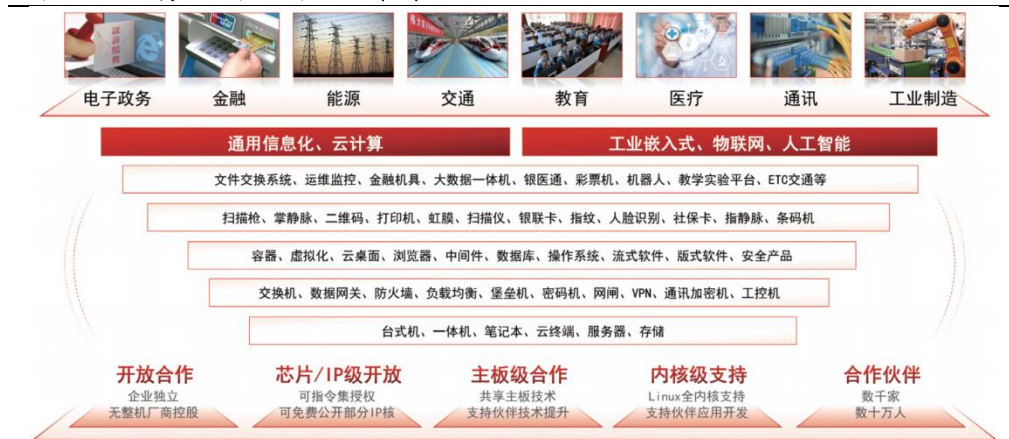 电子政务 金融 能源 交通 教育 医疗 通讯 工业制造
通用信息化、云计算 工业嵌入式、物联网、人工智能
文件交换系统、运维监控、金融机具、大数据一体机、银医通、彩票机、机器人、教学实验平台、ETC交通等
扫描枪、掌静脉、二维码、打印机、虹膜、扫描仪、银联卡、指纹、人脸识别、社保卡、指静脉、条码机
容器、虚拟化、云桌面、浏览器、中间件、数据库、操作系统、流式软件、版式软件、安全产品
交换机、数据网关、防火墙、负载均衡、堡垒机、密码机、网闸、VPN、通讯加密机、工控机
台式机、一体机、笔记本、云终端、服务器、存储
开放合作 芯片/IP级开放 主板级合作 内核级支持 合作伙伴
企业独立 可指令集授权 共享主板技术 Linux全内核支持 数千家
无整机厂商控股 可免费公开部分IP核 支持伙伴技术提升 支持伙伴应用开发 数十万人